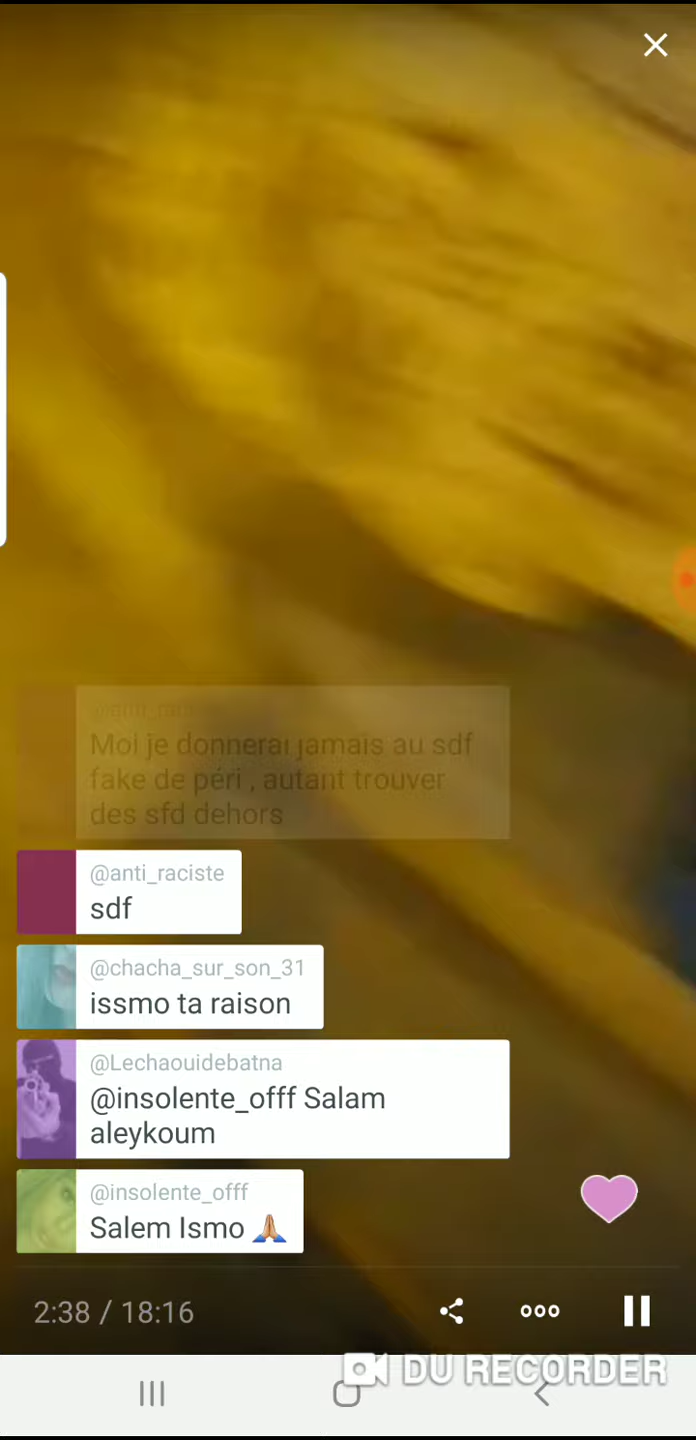 Moi je donnerai jamais au sdf
fake de péri , autant trouver
des sfd dehors
@anti_raciste
sdf
@chacha_sur_son_31
issmo ta raison
@Lechaouidebatna
@insolente_offf Salam
aleykoum
@insolente_offf
Salem Ismo 🙏
2:38 / 18:16
DU RECORDER